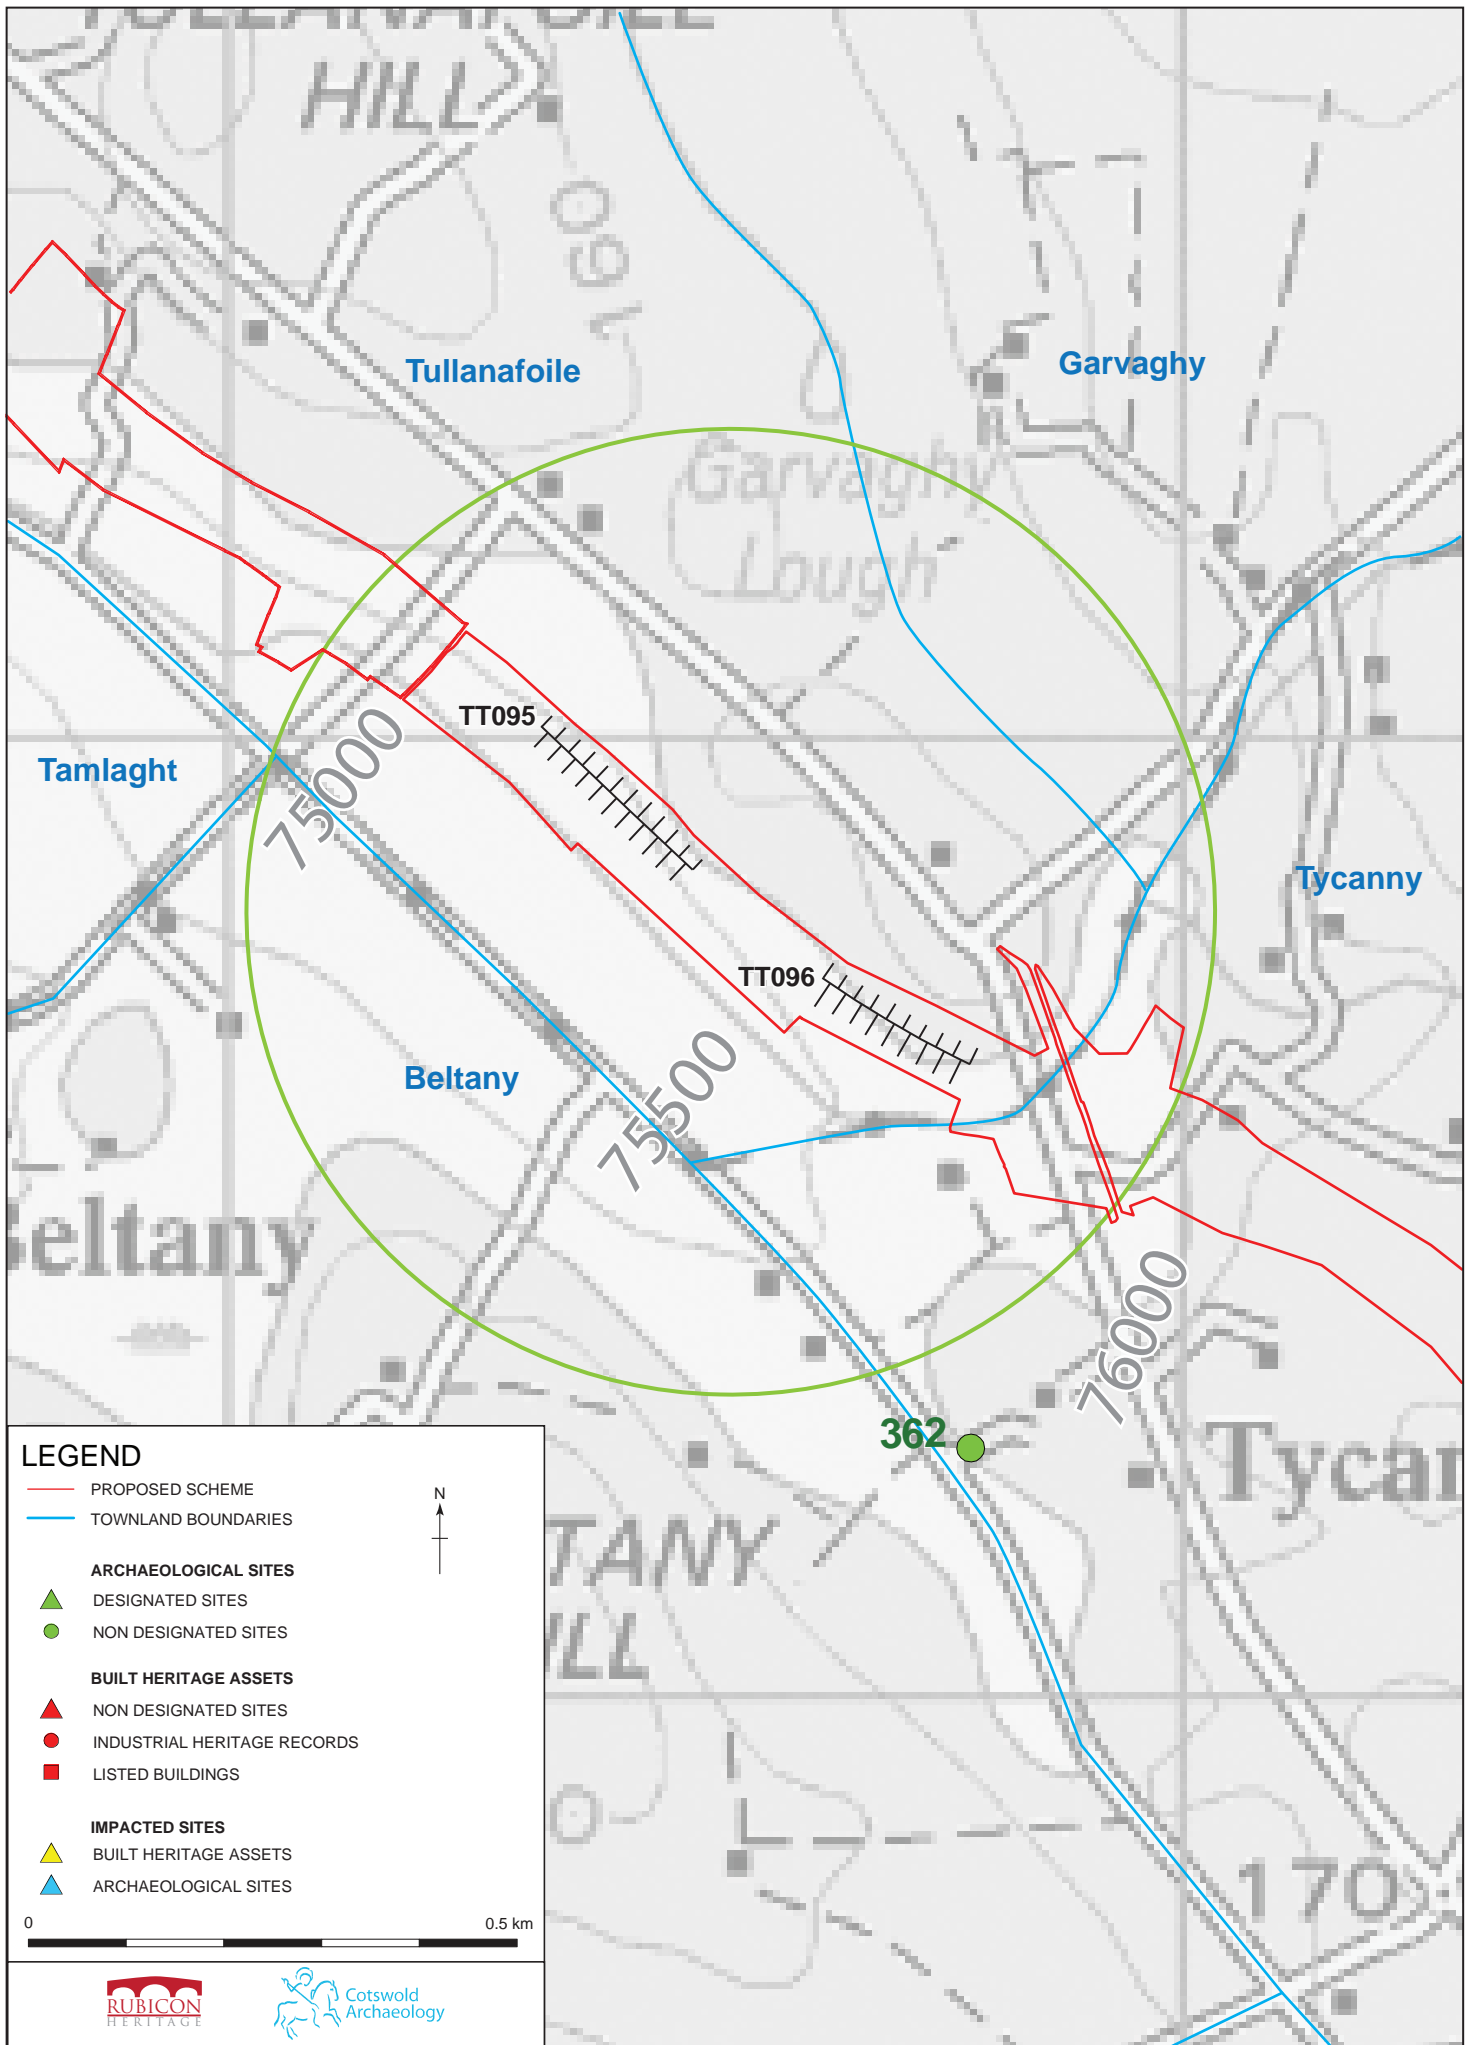 HILL
160
Tullanafoile
Garvaghy
Garvaghy
Lough
TT095
75000
Tamlaght
Tycanny
TT096
Beltany
75500
Beltany
76000
362
LEGEND
PROPOSED SCHEME
TOWNLAND BOUNDARIES
N
ARCHAEOLOGICAL SITES
DESIGNATED SITES
NON DESIGNATED SITES
BUILT HERITAGE ASSETS
NON DESIGNATED SITES
INDUSTRIAL HERITAGE RECORDS
LISTED BUILDINGS
IMPACTED SITES
BUILT HERITAGE ASSETS
ARCHAEOLOGICAL SITES
0 0.5 km
RUBICON
HERITAGE
Cotswold
Archaeology
Tycan
TANY
ILL
170